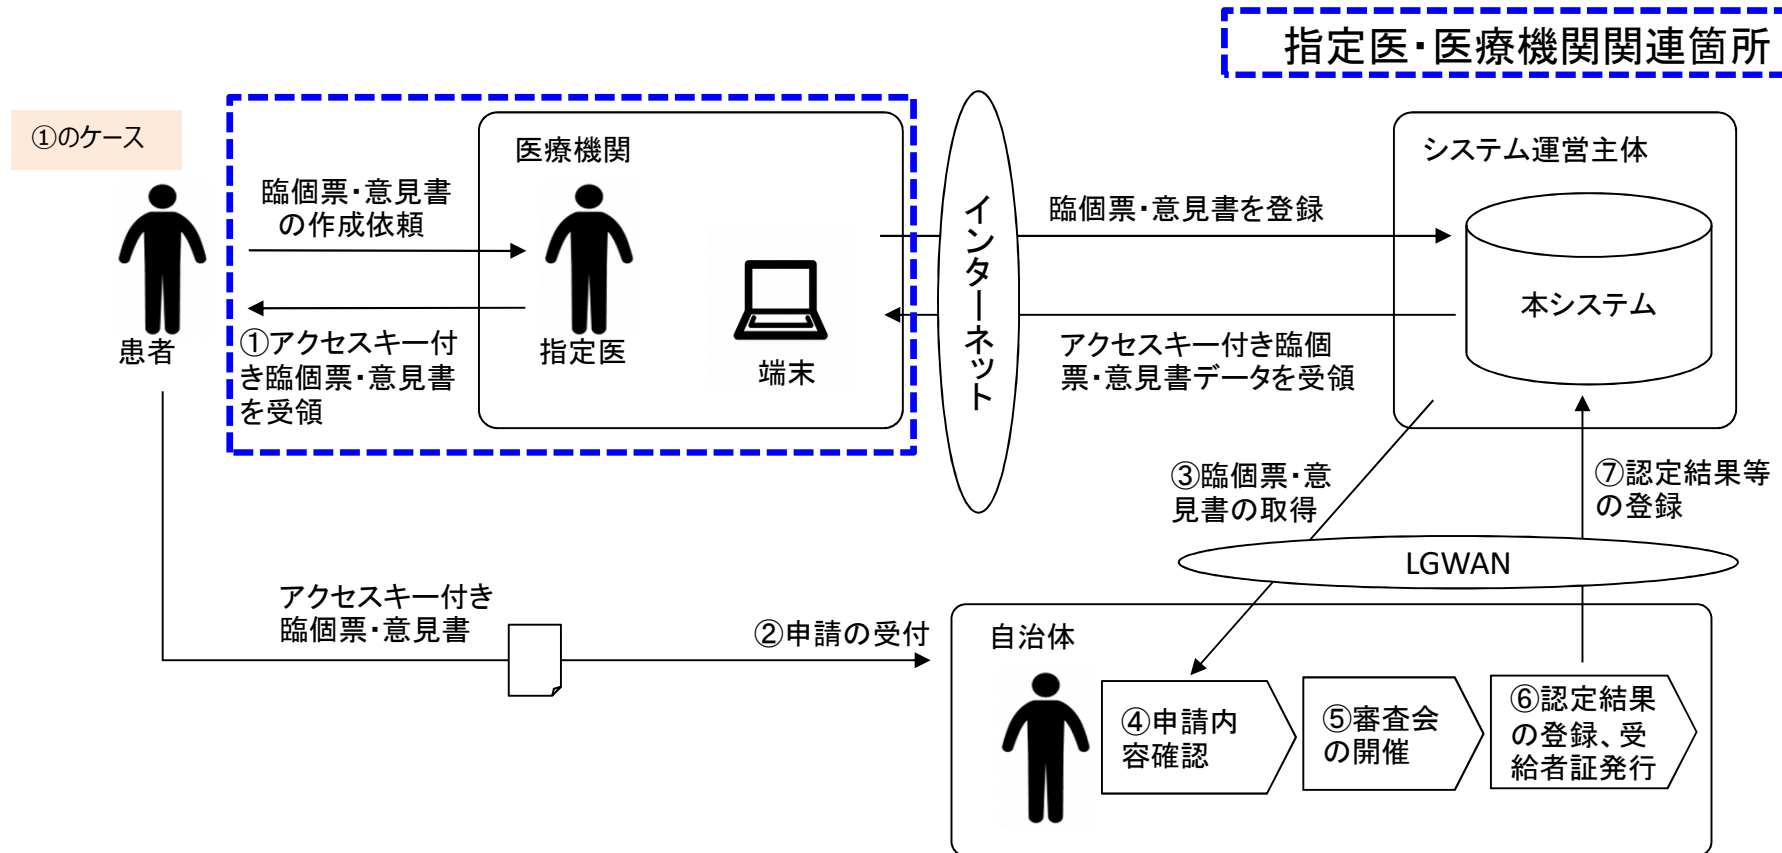 指定医・医療機関関連箇所
①のケース
医療機関
システム運営主体
臨個票・意見書
の作成依頼
臨個票・意見書を登録
インターネット
本システム
①アクセスキー付
き臨個票・意見書
を受領
患者
指定医
端末
アクセスキー付き臨個
票・意見書データを受領
③臨個票・意
見書の取得
⑦認定結果等
の登録
LGWAN
アクセスキー付き
臨個票・意見書
②申請の受付
自治体
④申請内
容確認
⑤審査会
の開催
⑥認定結果
の登録、受
給者証発行